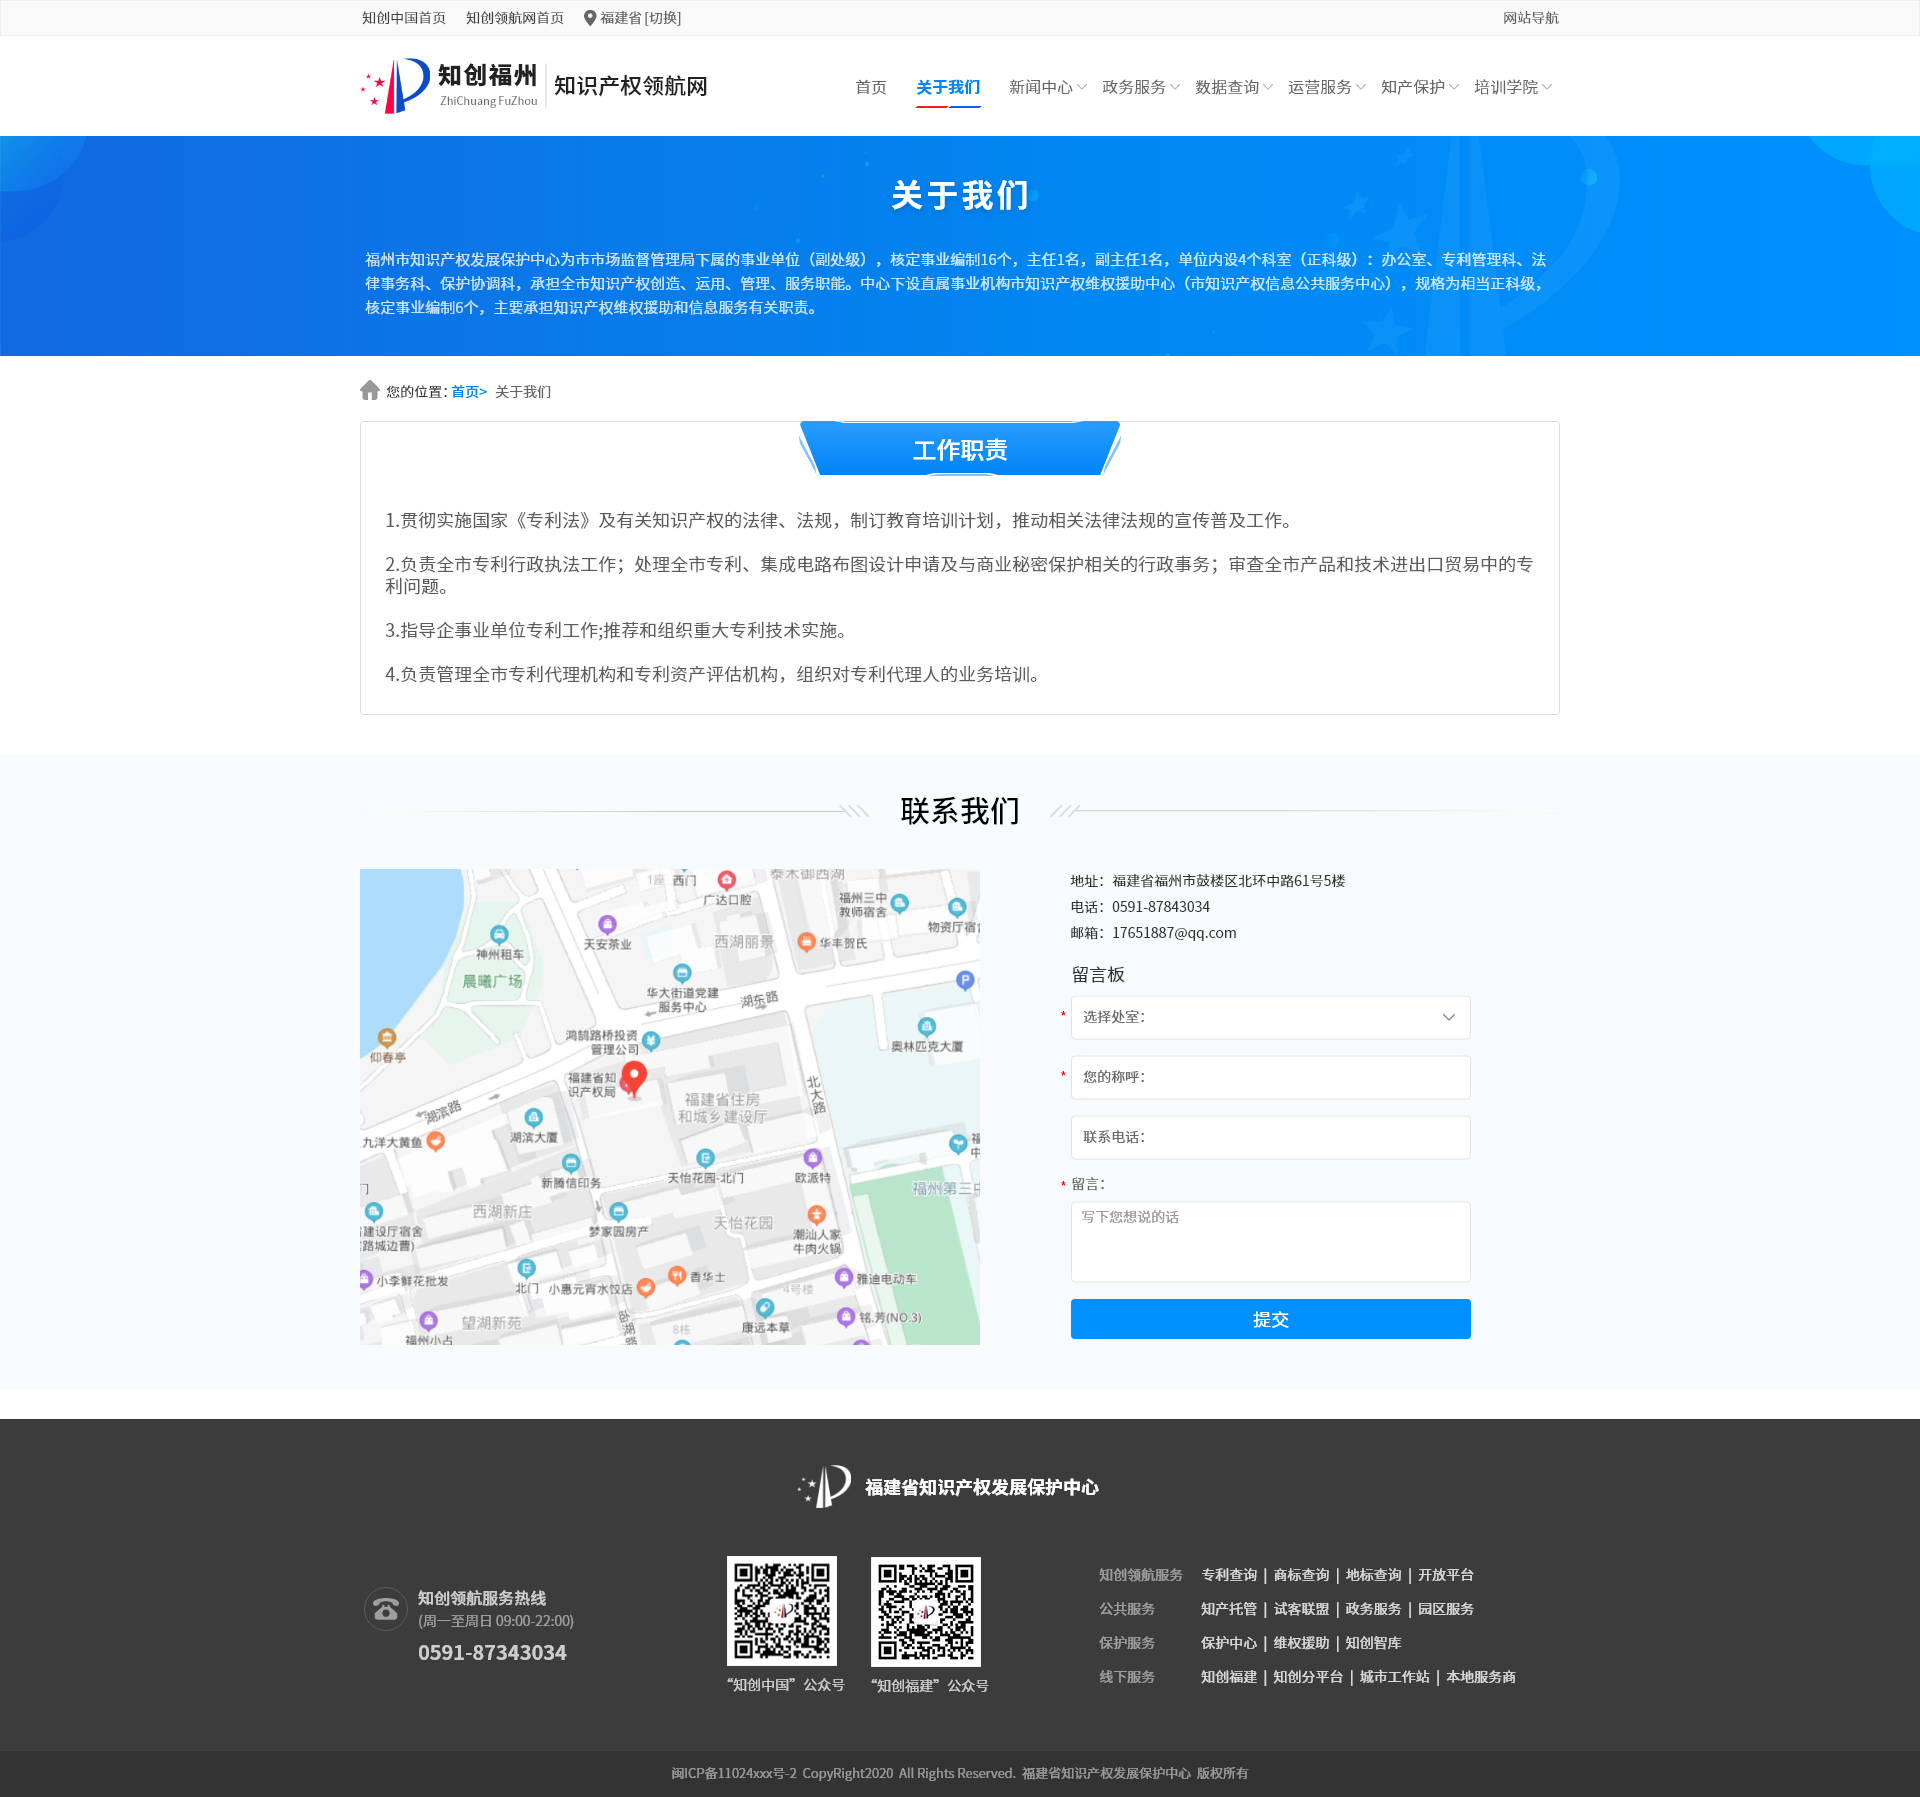 知创中国首页 知创领航网首页 福建省 [切换] 网站导航
知创福州
ZhiChuang FuZhou
知识产权领航网
首页 关于我们 新闻中心 政务服务 数据查询 运营服务 知产保护 培训学院
关于我们
福州市知识产权发展保护中心为市市场监督管理局下属的事业单位（副处级），核定事业编制16个，主任1名，副主任1名，单位内设4个科室（正科级）：办公室、专利管理科、法
律事务科、保护协调科，承担全市知识产权创造、运用、管理、服务职能。中心下设直属事业机构市知识产权维权援助中心（市知识产权信息公共服务中心），规格为相当正科级，
核定事业编制6个，主要承担知识产权维权援助和信息服务有关职责。
您的位置：首页> 关于我们
工作职责
1.贯彻实施国家《专利法》及有关知识产权的法律、法规，制订教育培训计划，推动相关法律法规的宣传普及工作。
2.负责全市专利行政执法工作；处理全市专利、集成电路布图设计申请及与商业秘密保护相关的行政事务；审查全市产品和技术进出口贸易中的专
利问题。
3.指导企事业单位专利工作;推荐和组织重大专利技术实施。
4.负责管理全市专利代理机构和专利资产评估机构，组织对专利代理人的业务培训。
联系我们
1座
西门
广达口腔
泰禾御西湖
福州三中
教师宿舍
物资厅宿舍
天安茶业
西湖丽景
华丰贺氏
神州租车
晨曦广场
华大街道党建
服务中心
湖东路
P
鸿鹄路桥投资
管理公司
奥林匹克大厦
仰春亭
福建省知
识产权局
福建省住房
和城乡建设厅
北大路
湖滨路
湖滨大厦
九洋大黄鱼
天怡花园-北门
欧派特
新腾信印务
福州第三中
西湖新庄
梦家园房产
天怡花园
潮汕人家
牛肉火锅
建设厅宿舍
路城边曹)
小李鲜花批发
北门
小惠元宵水饺店
香华士
4号楼
雅迪电动车
望湖新苑
福州小占
8栋
康远本草
铭.芳(NO.3)
地址：福建省福州市鼓楼区北环中路61号5楼
电话：0591-87843034
邮箱：17651887@qq.com
留言板
* 选择处室：
* 您的称呼：
联系电话：
* 留言：
写下您想说的话
提交
福建省知识产权发展保护中心
知创领航服务热线
(周一至周日 09:00-22:00)
0591-87343034
“知创中国”公众号
“知创福建”公众号
知创领航服务 专利查询 | 商标查询 | 地标查询 | 开放平台
公共服务 知产托管 | 试客联盟 | 政务服务 | 园区服务
保护服务 保护中心 | 维权援助 | 知创智库
线下服务 知创福建 | 知创分平台 | 城市工作站 | 本地服务商
闽ICP备11024xxx号-2 CopyRight2020 All Rights Reserved. 福建省知识产权发展保护中心 版权所有